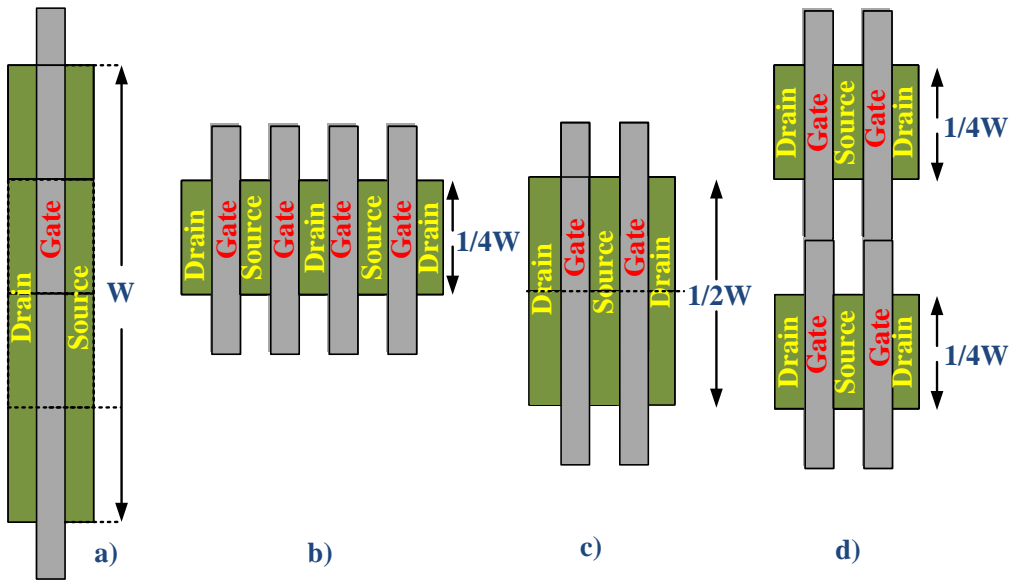 Drain
Gate
Source
W
a)
Drain
Gate
Source
Gate
Drain
Gate
Source
Gate
Drain
1/4W
b)
Drain
Gate
Source
Gate
Drain
1/2W
c)
Drain
Gate
Source
Gate
Drain
1/4W
Drain
Gate
Source
Gate
Drain
1/4W
d)